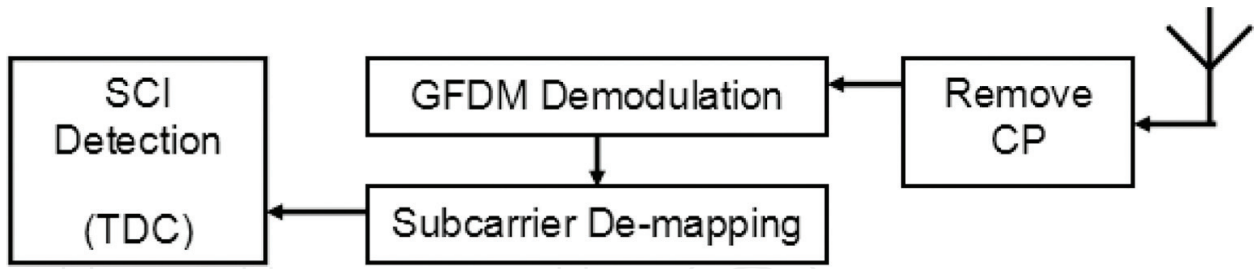 SCI
Detection
(TDC)
GFDM Demodulation
Subcarrier De-mapping
Remove
CP